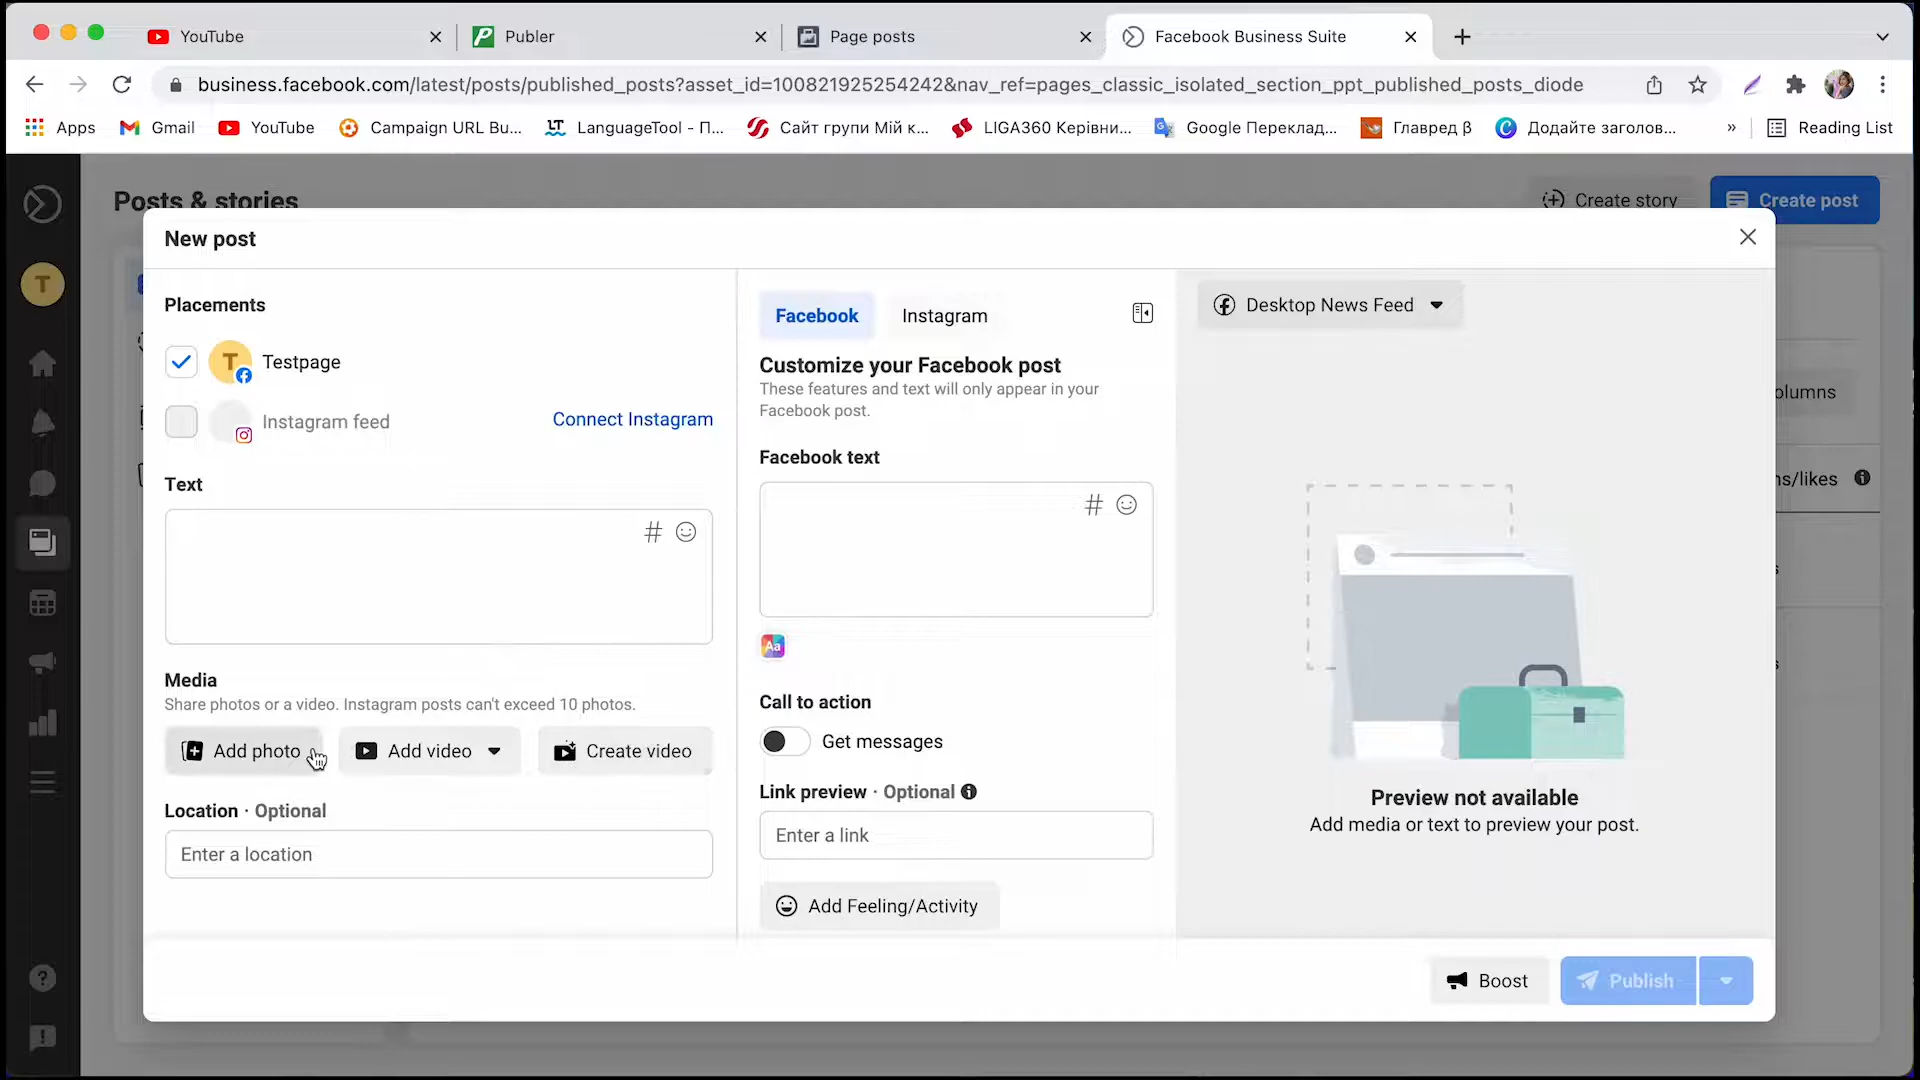 YouTube
Publer
Page posts
Facebook Business Suite
business.facebook.com/latest/posts/published_posts?asset_id=100821925254242&nav_ref=pages_classic_isolated_section_ppt_published_posts_diode
Apps
Gmail
YouTube
Campaign URL Bu...
LanguageTool - П...
Сайт групи Мій к...
LIGA360 Керівни...
Google Переклад...
Главред β
Додайте заголов...
»
Reading List
Posts & stories
Create story
Create post
T
New post
Placements
T
Testpage
Instagram feed
Connect Instagram
Text
#
Media
Share photos or a video. Instagram posts can't exceed 10 photos.
Add photo
Add video
Create video
Location · Optional
Enter a location
Facebook
Instagram
Customize your Facebook post
These features and text will only appear in your
Facebook post.
Facebook text
#
Aa
Call to action
Get messages
Link preview · Optional
Enter a link
Add Feeling/Activity
Desktop News Feed
Preview not available
Add media or text to preview your post.
olumns
ns/likes
Boost
Publish